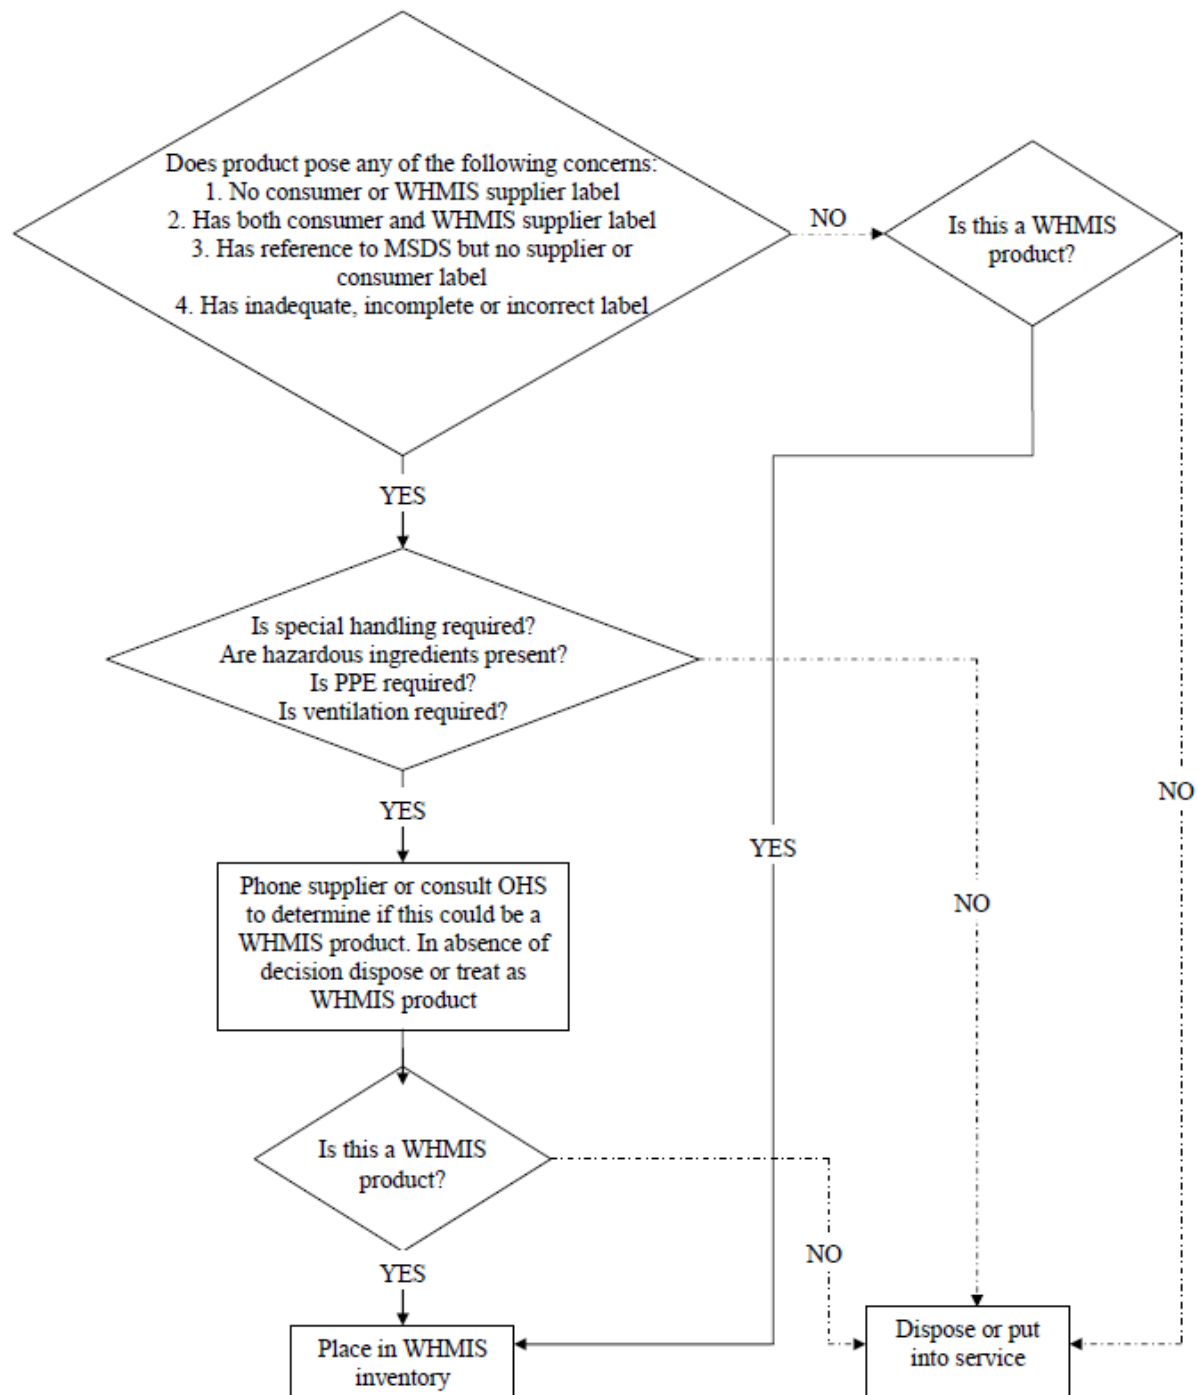 Does product pose any of the following concerns:
1. No consumer or WHMIS supplier label
2. Has both consumer and WHMIS supplier label
3. Has reference to MSDS but no supplier or
consumer label
4. Has inadequate, incomplete or incorrect label
NO
Is this a WHMIS
product?
YES
Is special handling required?
Are hazardous ingredients present?
Is PPE required?
Is ventilation required?
YES
NO
YES
NO
Phone supplier or consult OHS
to determine if this could be a
WHMIS product. In absence of
decision dispose or treat as
WHMIS product
Is this a WHMIS
product?
NO
YES
Place in WHMIS
inventory
Dispose or put
into service